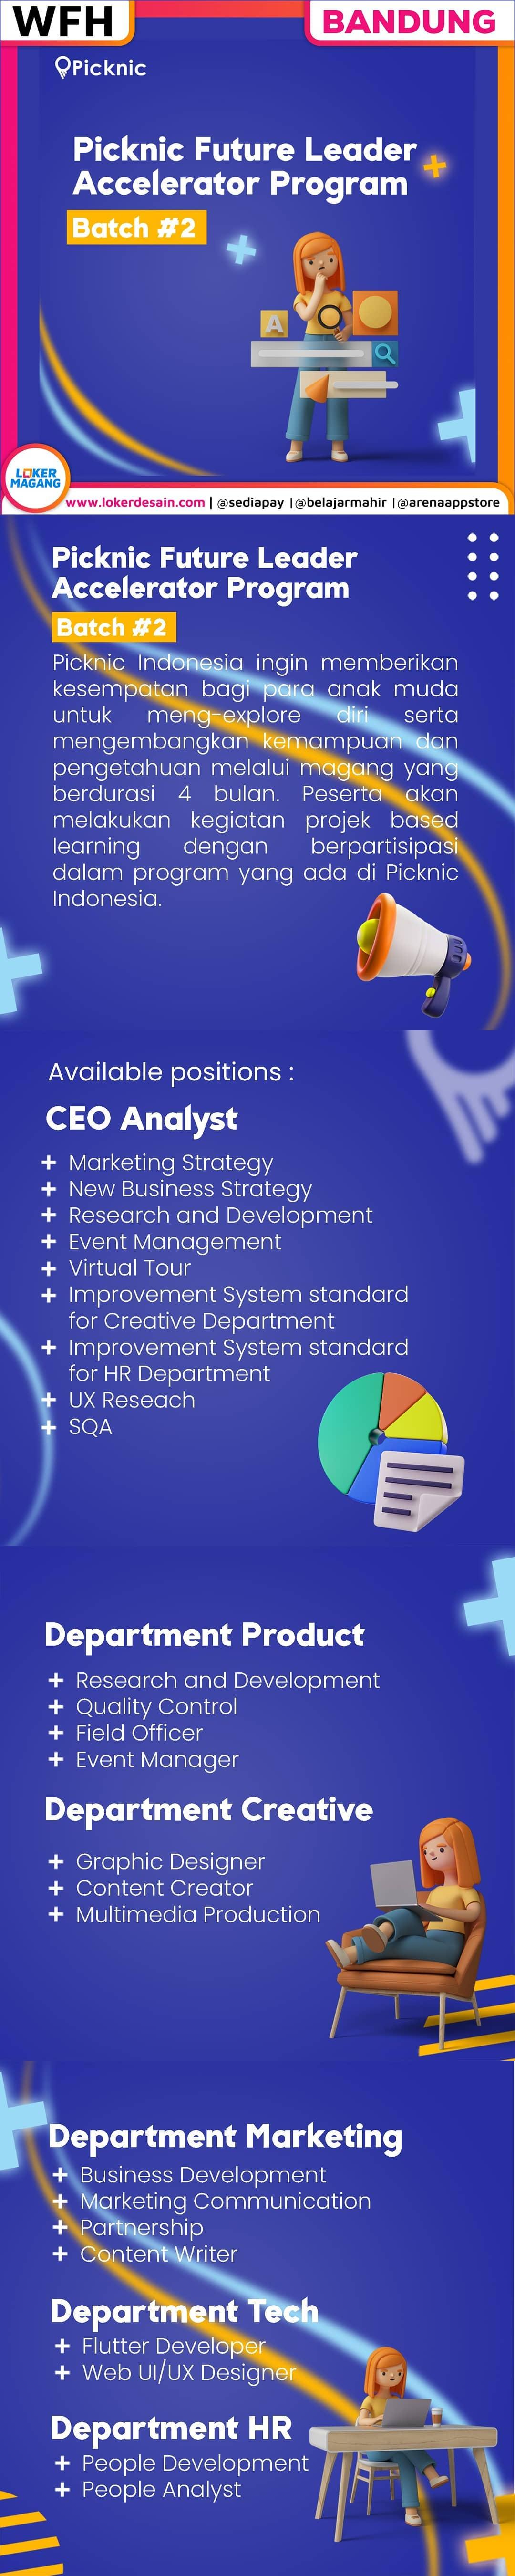 WFH
BANDUNG
Picknic
Picknic Future Leader
Accelerator Program
Batch #2
A
LOKER
MAGANG
www.lokerdesain.com | @sediapay | @belajarmahir | @arenaappstore
Picknic Future Leader
Accelerator Program
Batch #2
Picknic Indonesia ingin memberikan
kesempatan bagi para anak muda
untuk meng-explore diri serta
mengembangkan kemampuan dan
pengetahuan melalui magang yang
berdurasi 4 bulan. Peserta akan
melakukan kegiatan projek based
learning dengan berpartisipasi
dalam program yang ada di Picknic
Indonesia.
Available positions :
CEO Analyst
+ Marketing Strategy
+ New Business Strategy
+ Research and Development
+ Event Management
+ Virtual Tour
+ Improvement System standard
for Creative Department
+ Improvement System standard
for HR Department
+ UX Reseach
+ SQA
Department Product
+ Research and Development
+ Quality Control
+ Field Officer
+ Event Manager
Department Creative
+ Graphic Designer
+ Content Creator
+ Multimedia Production
Department Marketing
+ Business Development
+ Marketing Communication
+ Partnership
+ Content Writer
Department Tech
+ Flutter Developer
+ Web UI/UX Designer
Department HR
+ People Development
+ People Analyst